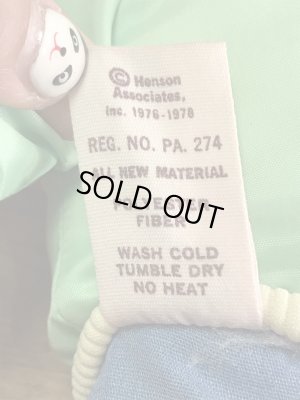 © Henson
Associates,
Inc. 1976-1978
REG. NO. PA. 274
ALL NEW MATERIAL
SOLD OUT
POLYESTER
FIBER
WASH COLD
TUMBLE DRY
NO HEAT